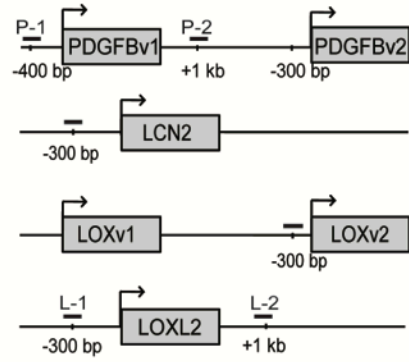 P-1 P-2
PDGFBv1 PDGFBv2
-400 bp +1 kb -300 bp
LCN2
-300 bp
LOXv1 LOXv2
-300 bp
L-1 L-2
LOXL2
-300 bp +1 kb